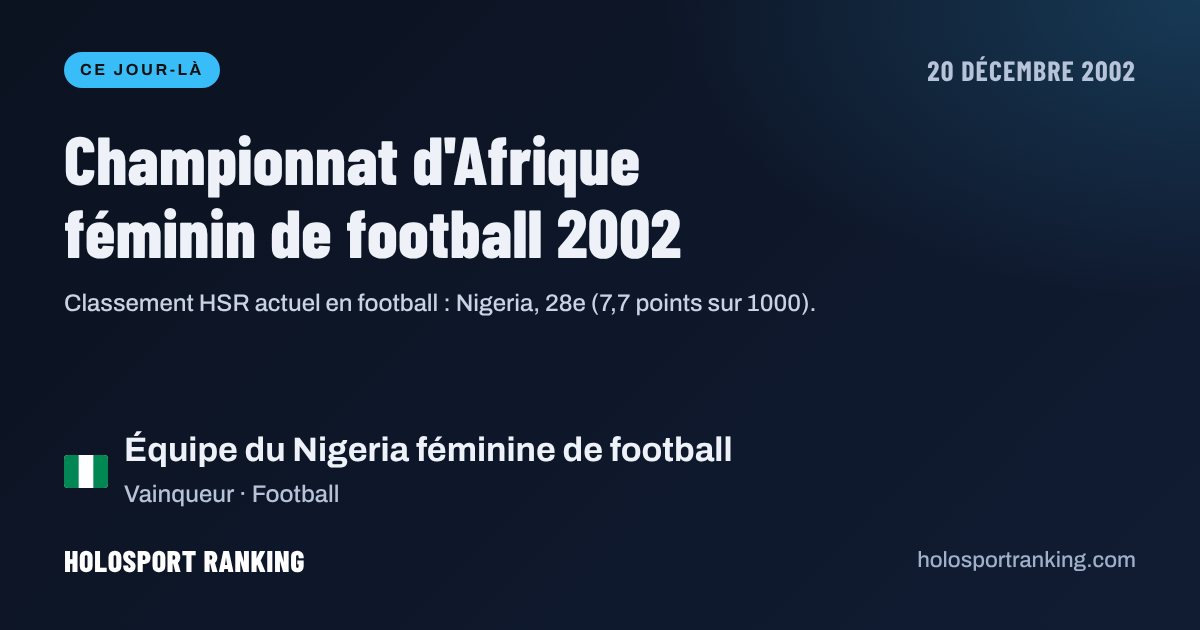 CE JOUR-LÀ
20 DÉCEMBRE 2002
Championnat d'Afrique
féminin de football 2002
Classement HSR actuel en football : Nigeria, 28e (7,7 points sur 1000).
Équipe du Nigeria féminine de football
Vainqueur · Football
HOLOSPORT RANKING
holosportranking.com